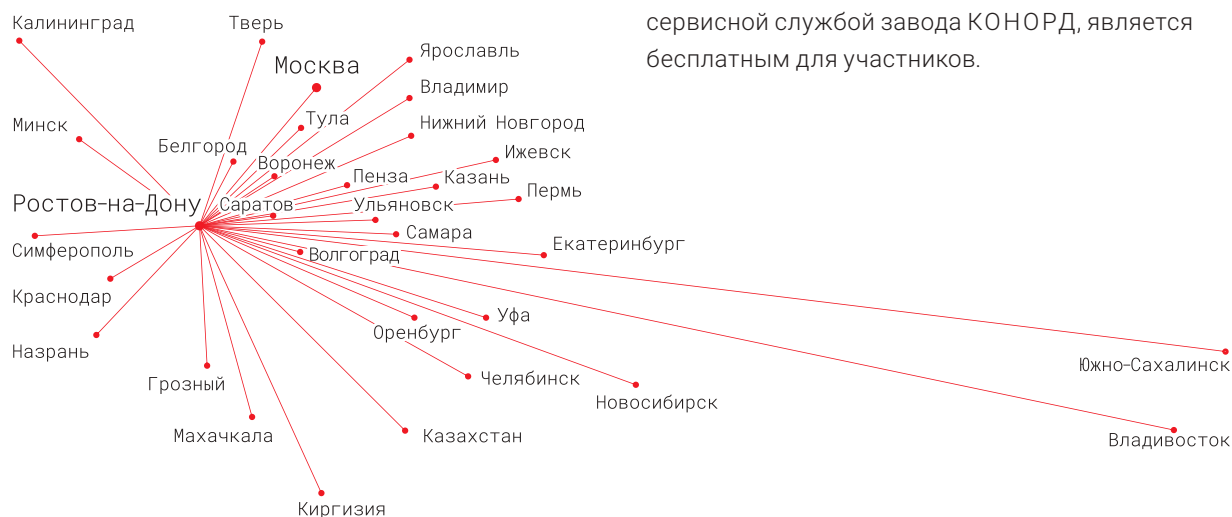 Калининград
Тверь
сервисной службой завода КОНОРД, является
бесплатным для участников.
Ярославль
Москва
Владимир
Тула
Нижний Новгород
Минск
Белгород
Воронеж
Ижевск
Пенза
Казань
Пермь
Ростов-на-Дону
Саратов
Ульяновск
Самара
Екатеринбург
Симферополь
Волгоград
Краснодар
Уфа
Оренбург
Назрань
Южно-Сахалинск
Грозный
Челябинск
Новосибирск
Махачкала
Казахстан
Владивосток
Киргизия